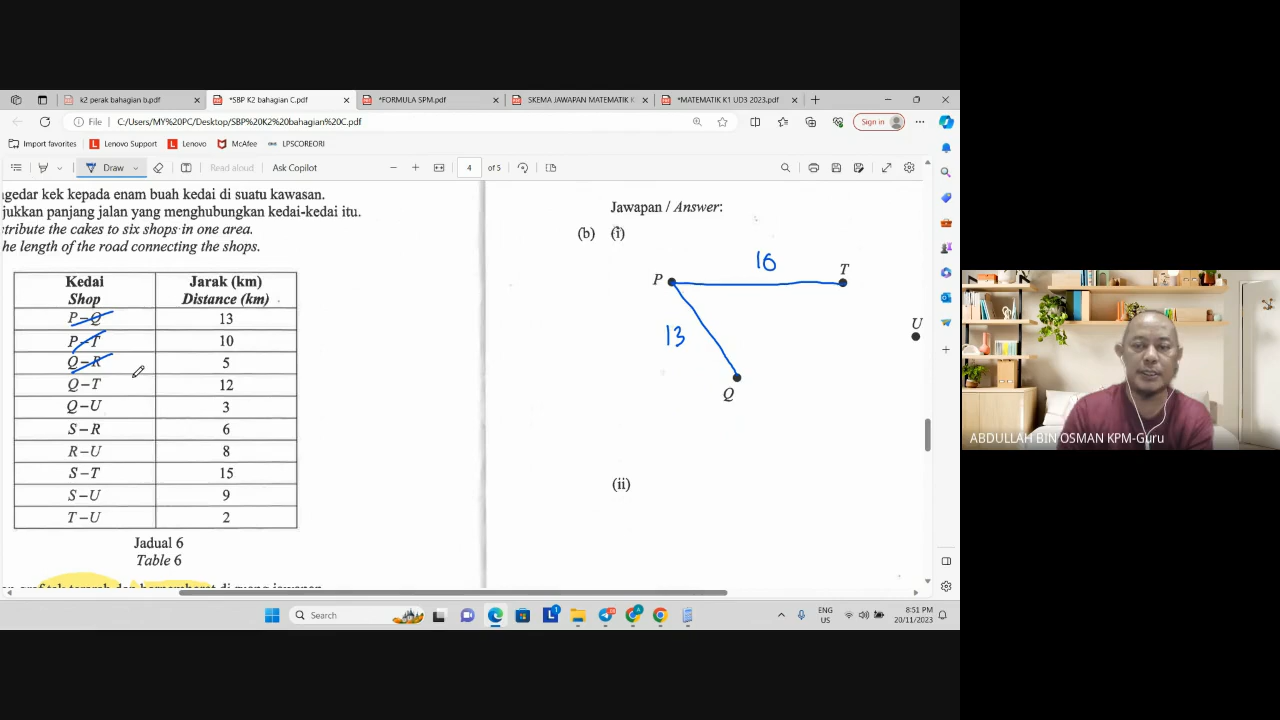 k2 perak bahagian b.pdf
*SBP K2 bahagian C.pdf
*FORMULA SPM.pdf
SKEMA JAWAPAN MATEMATIK K
*MATEMATIK K1 UD3 2023.pdf
File
C:/Users/MY%20PC/Desktop/SBP%20K2%20bahagian%20C.pdf
Sign in
Import favorites
Lenovo Support
Lenovo
McAfee
LPSCOREORI
Draw
Read aloud
Ask Copilot
4 of 5
gedar kek kepada enam buah kedai di suatu kawasan.
jukkan panjang jalan yang menghubungkan kedai-kedai itu.
tribute the cakes to six shops in one area.
he length of the road connecting the shops.
Kedai Jarak (km)
Shop Distance (km)
P – Q 13
P – T 10
Q – R 5
Q – T 12
Q – U 3
S – R 6
R – U 8
S – T 15
S – U 9
T – U 2
Jadual 6
Table 6
Jawapan / Answer:
(b) (i)
P
10
T
13
U
Q
(ii)
ABDULLAH BIN OSMAN KPM-Guru
Search
ENG
US
8:51 PM
20/11/2023